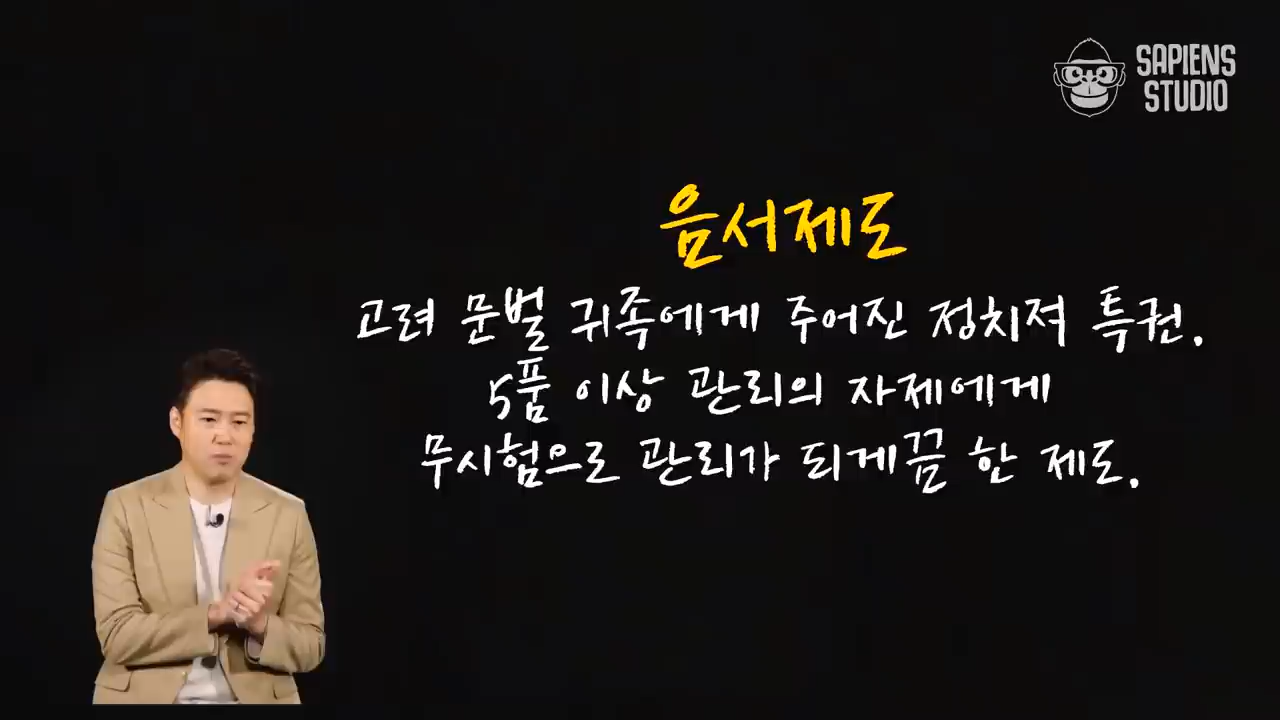 SAPIENS
STUDIO
음서제도
고려 문벌 귀족에게 주어진 정치적 특권.
5품 이상 관리의 자제에게
무시험으로 관리가 되게끔 한 제도.